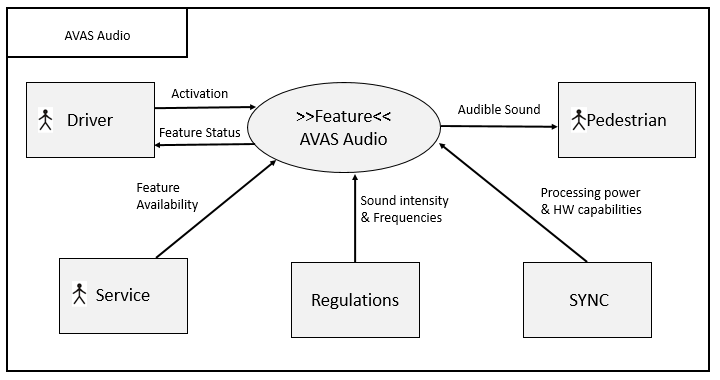 AVAS Audio
Activation
>>Feature<<
AVAS Audio
Audible Sound
Driver
Feature Status
Pedestrian
Feature
Availability
Sound intensity
& Frequencies
Processing power
& HW capabilities
Service
Regulations
SYNC